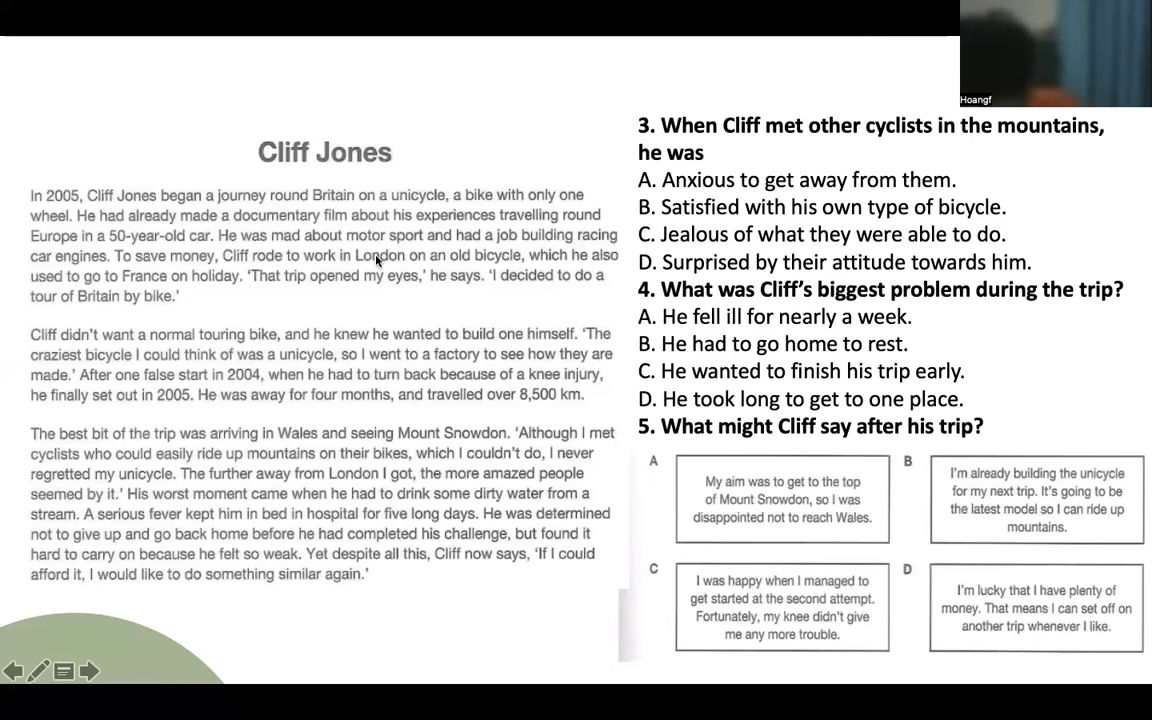 Hoangf
Cliff Jones
In 2005, Cliff Jones began a journey round Britain on a unicycle, a bike with only one
wheel. He had already made a documentary film about his experiences travelling round
Europe in a 50-year-old car. He was mad about motor sport and had a job building racing
car engines. To save money, Cliff rode to work in London on an old bicycle, which he also
used to go to France on holiday. ‘That trip opened my eyes,’ he says. ‘I decided to do a
tour of Britain by bike.’
Cliff didn’t want a normal touring bike, and he knew he wanted to build one himself. ‘The
craziest bicycle I could think of was a unicycle, so I went to a factory to see how they are
made.’ After one false start in 2004, when he had to turn back because of a knee injury,
he finally set out in 2005. He was away for four months, and travelled over 8,500 km.
The best bit of the trip was arriving in Wales and seeing Mount Snowdon. ‘Although I met
cyclists who could easily ride up mountains on their bikes, which I couldn’t do, I never
regretted my unicycle. The further away from London I got, the more amazed people
seemed by it.’ His worst moment came when he had to drink some dirty water from a
stream. A serious fever kept him in bed in hospital for five long days. He was determined
not to give up and go back home before he had completed his challenge, but found it
hard to carry on because he felt so weak. Yet despite all this, Cliff now says, ‘If I could
afford it, I would like to do something similar again.’
3. When Cliff met other cyclists in the mountains,
he was
A. Anxious to get away from them.
B. Satisfied with his own type of bicycle.
C. Jealous of what they were able to do.
D. Surprised by their attitude towards him.
4. What was Cliff’s biggest problem during the trip?
A. He fell ill for nearly a week.
B. He had to go home to rest.
C. He wanted to finish his trip early.
D. He took long to get to one place.
5. What might Cliff say after his trip?
A
My aim was to get to the top
of Mount Snowdon, so I was
disappointed not to reach Wales.
B
I’m already building the unicycle
for my next trip. It’s going to be
the latest model so I can ride up
mountains.
C
I was happy when I managed to
get started at the second attempt.
Fortunately, my knee didn’t give
me any more trouble.
D
I’m lucky that I have plenty of
money. That means I can set off on
another trip whenever I like.